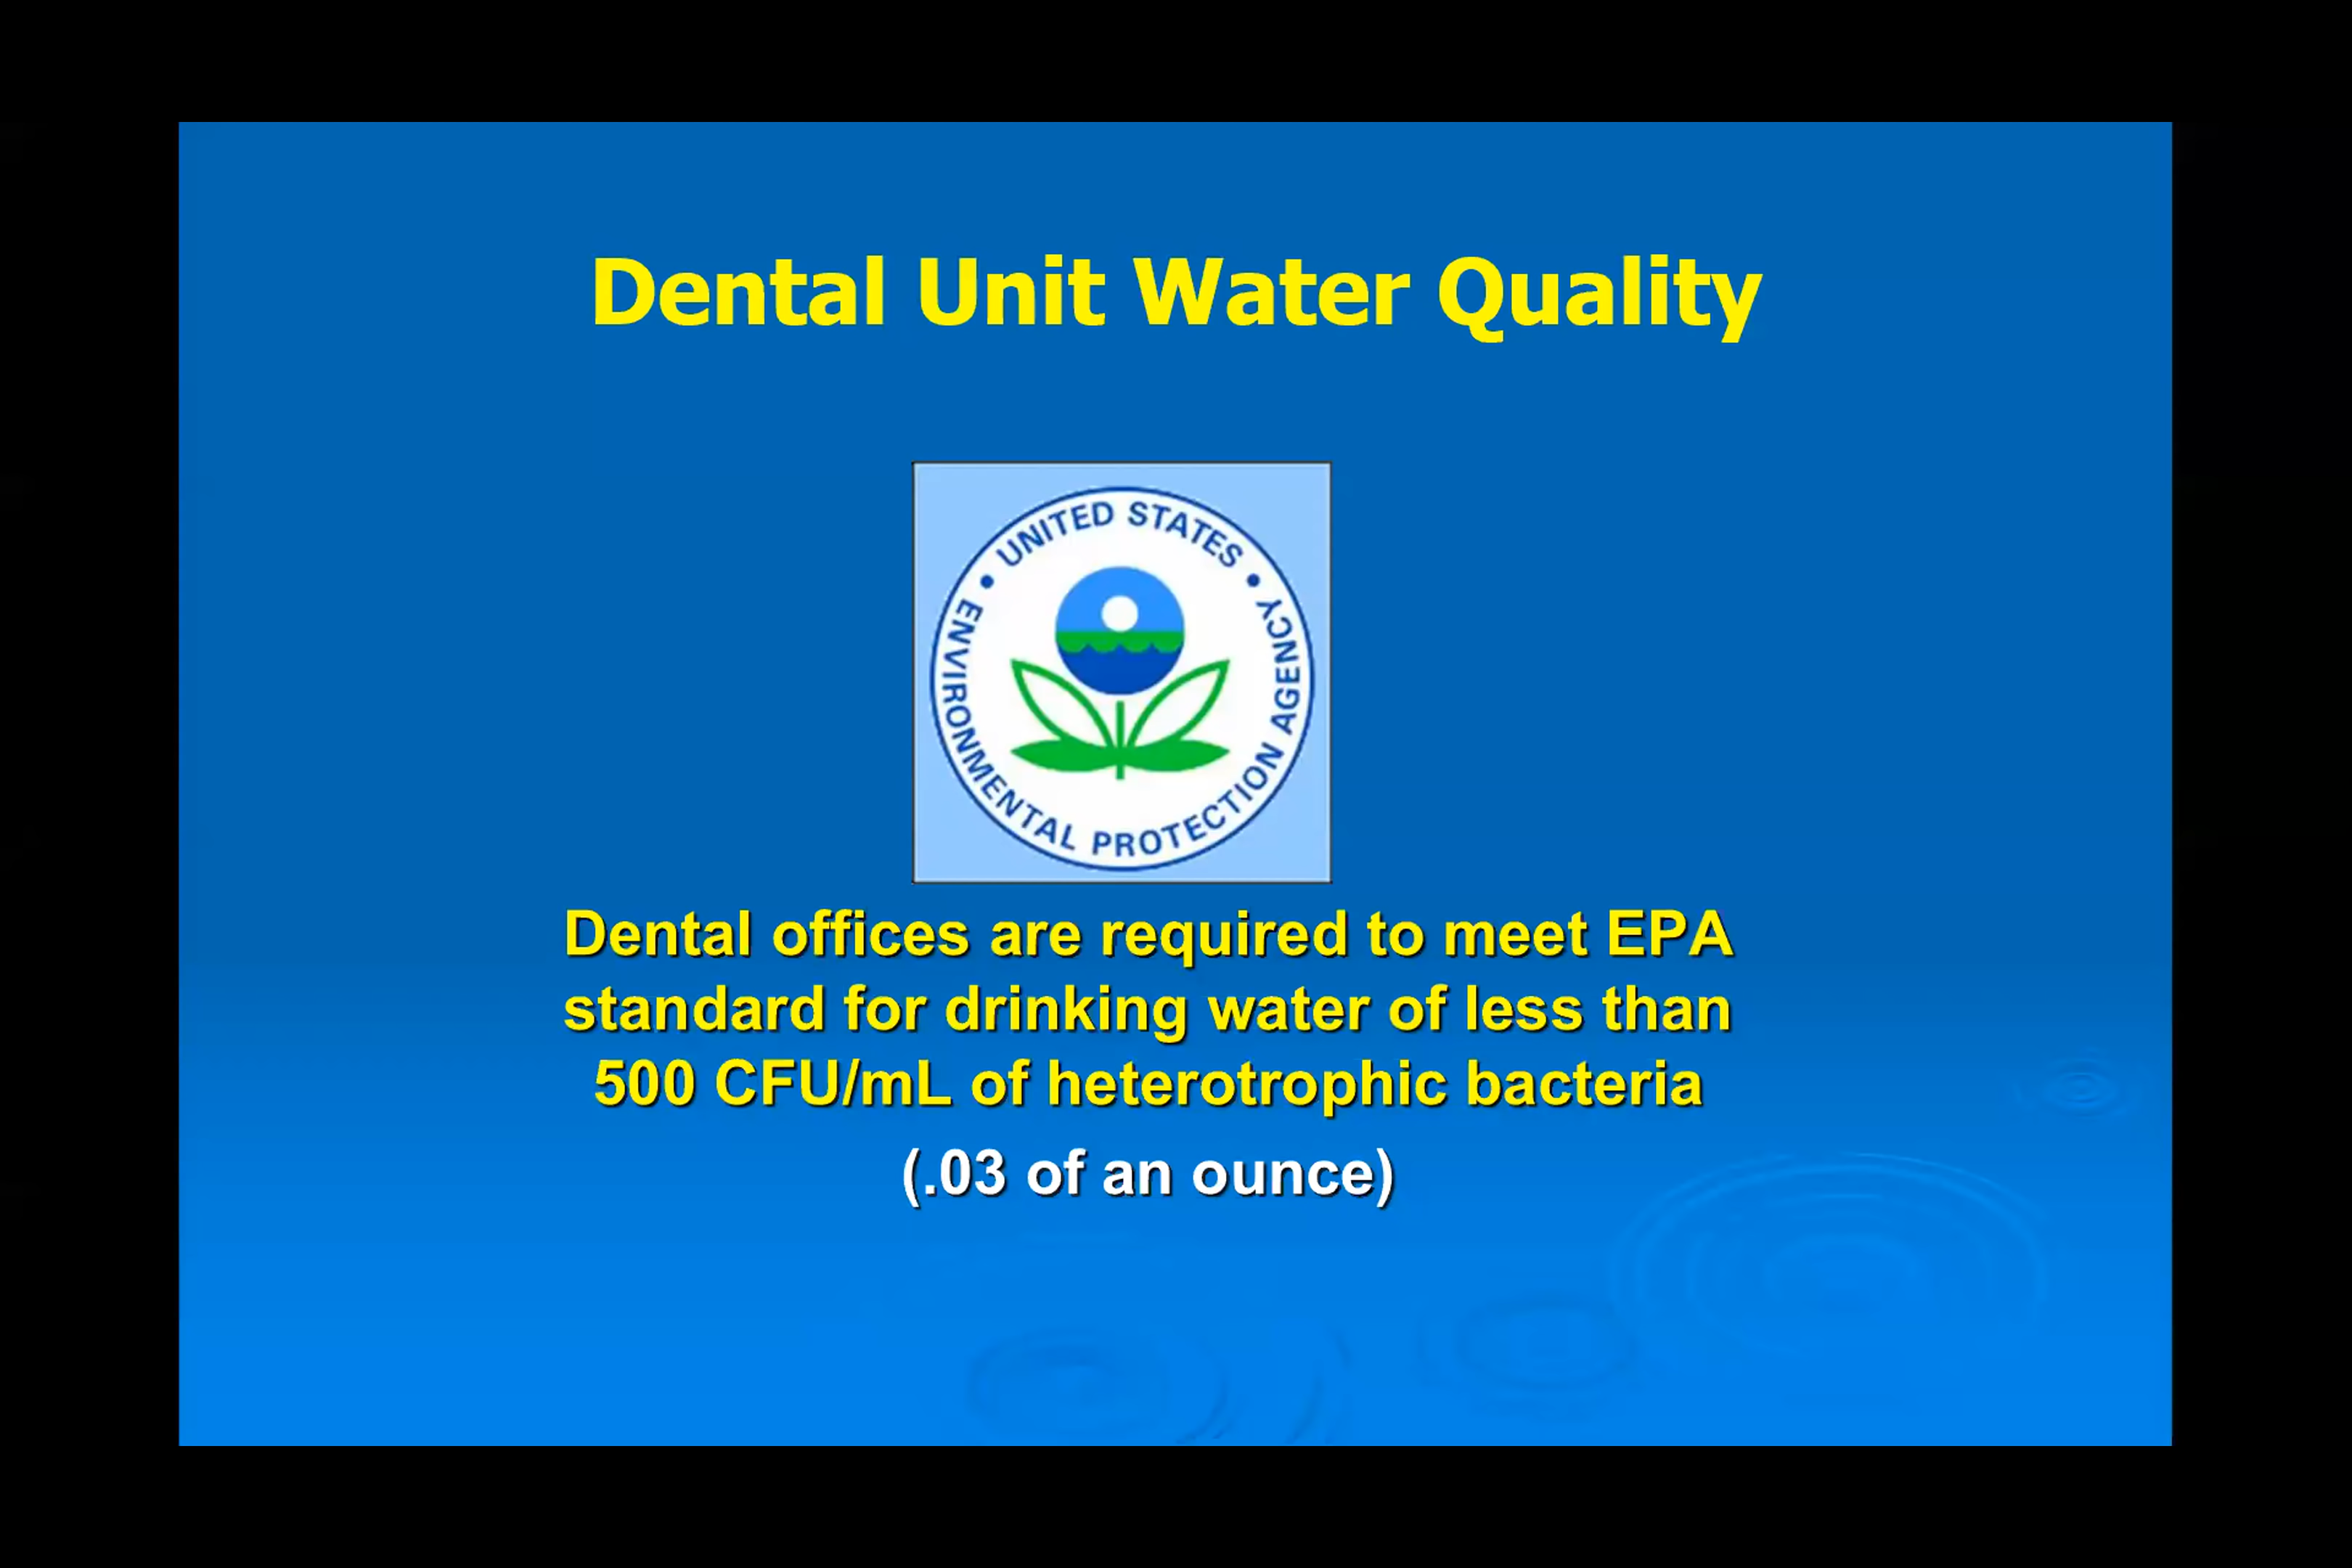 Dental Unit Water Quality
• UNITED STATES •
ENVIRONMENTAL PROTECTION AGENCY
Dental offices are required to meet EPA
standard for drinking water of less than
500 CFU/mL of heterotrophic bacteria
(.03 of an ounce)